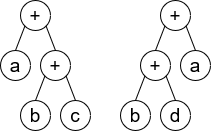 + +
a + + a
b c b d